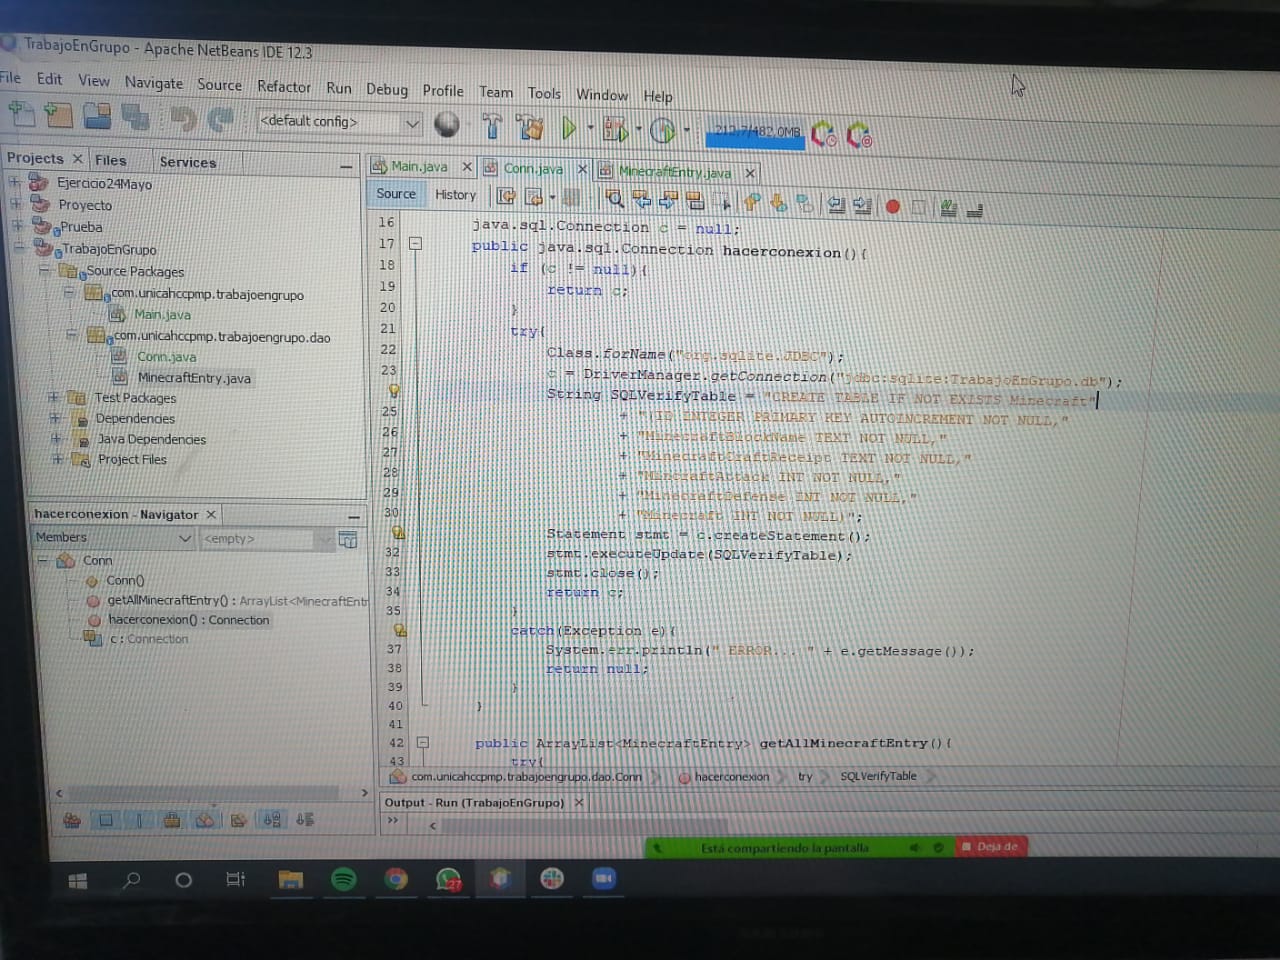 TrabajoEnGrupo - Apache NetBeans IDE 12.3
File Edit View Navigate Source Refactor Run Debug Profile Team Tools Window Help
<default config>
212,7/482,0MB
Projects Files Services
Main.java Conn.java MinecraftEntry.java
Source History
Ejercicio24Mayo
Proyecto
Prueba
TrabajoEnGrupo
Source Packages
com.unicahccpmp.trabajoengrupo
Main.java
com.unicahccpmp.trabajoengrupo.dao
Conn.java
MinecraftEntry.java
Test Packages
Dependencies
Java Dependencies
Project Files
hacerconexion - Navigator
Members <empty>
Conn
Conn()
getAllMinecraftEntry() : ArrayList<MinecraftEntr
hacerconexion() : Connection
c : Connection
16 java.sql.Connection c = null;
17 public java.sql.Connection hacerconexion(){
18 if (c != null){
19 return c;
20 }
21 try{
22 Class.forName("org.sqlite.JDBC");
23 c = DriverManager.getConnection("jdbc:sqlite:TrabajoEnGrupo.db");
String SQLVerifyTable = "CREATE TABLE IF NOT EXISTS Minecraft"
25 + "(ID INTEGER PRIMARY KEY AUTOINCREMENT NOT NULL,"
26 + "MinecraftBlockName TEXT NOT NULL,"
27 + "MinecraftCraftReceipt TEXT NOT NULL,"
28 + INT NOT NULL,"
29 + "MinecraftDefense INT NOT NULL,"
30 + "Minecraft INT NOT NULL)";
Statement stmt = c.createStatement();
32 stmt.executeUpdate(SQLVerifyTable);
33 stmt.close();
34 return c;
35 }
catch(Exception e){
37 System.err.println(" ERROR... " + e.getMessage());
38 return null;
39 }
40 }
41
42 public ArrayList<MinecraftEntry> getAllMinecraftEntry(){
43 try{
com.unicahccpmp.trabajoengrupo.dao.Conn hacerconexion try SQLVerifyTable
Output - Run (TrabajoEnGrupo)
Está compartiendo la pantalla Deja de
27